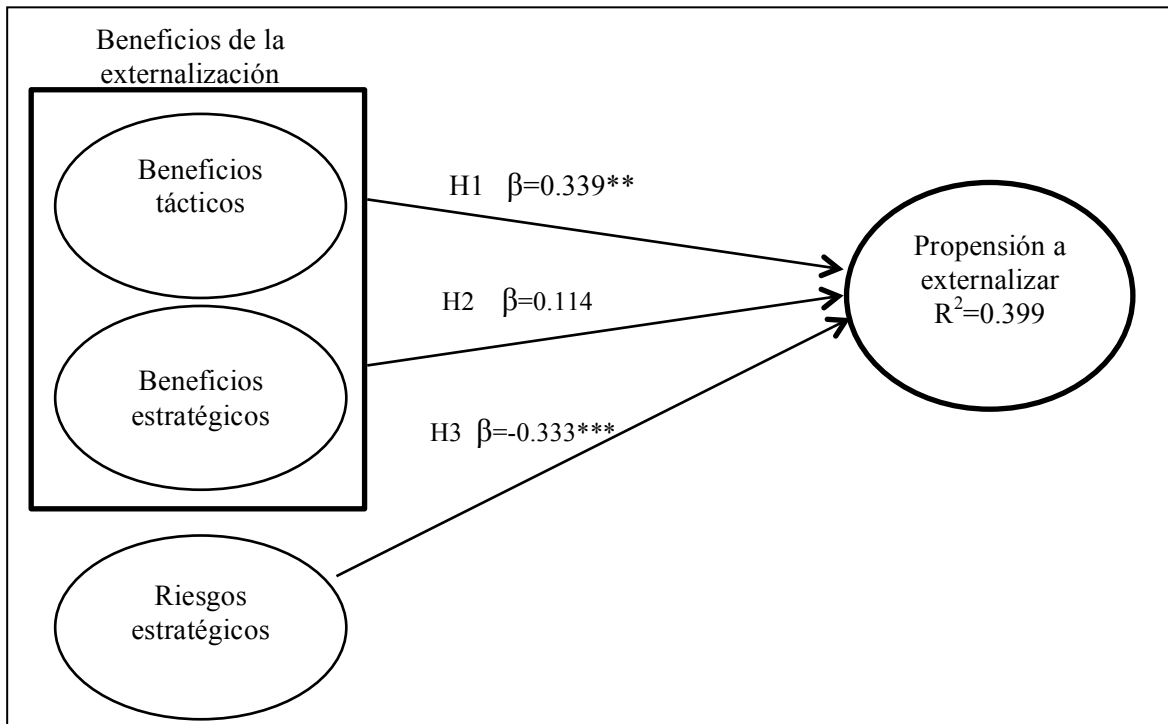 Beneficios de la
externalización
Beneficios
tácticos
H1 β=0.339**
Propensión a
externalizar
R²=0.399
H2 β=0.114
Beneficios
estratégicos
H3 β=-0.333***
Riesgos
estratégicos